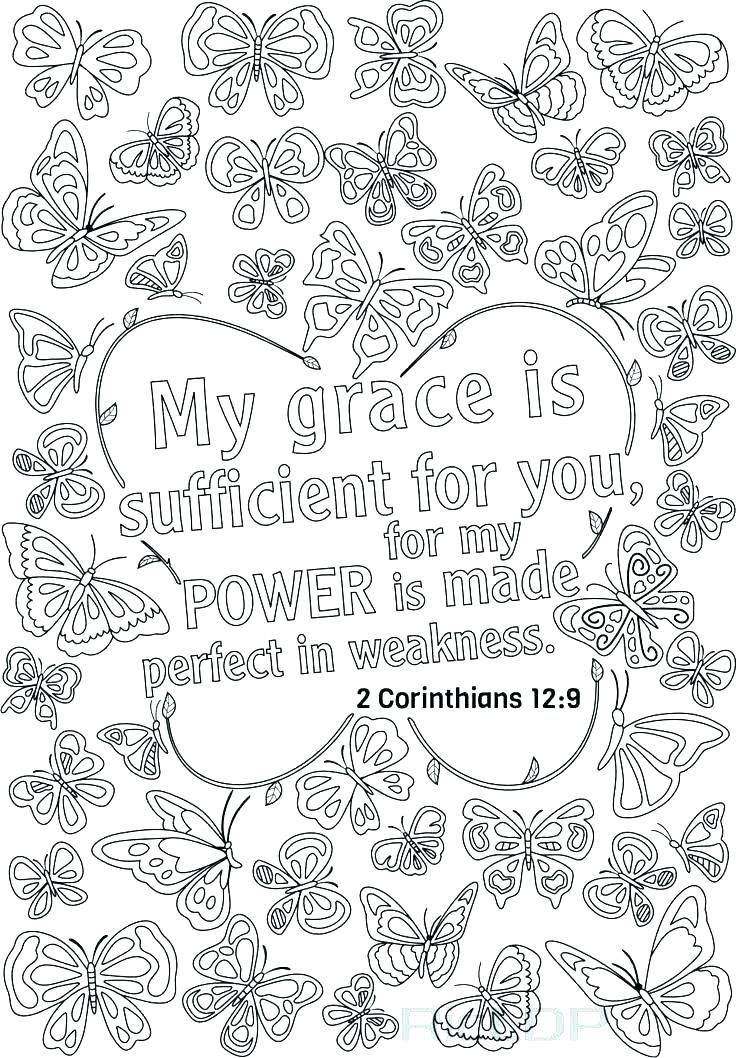 My grace is
sufficient for you,
for my
POWER is made
perfect in weakness.
2 Corinthians 12:9